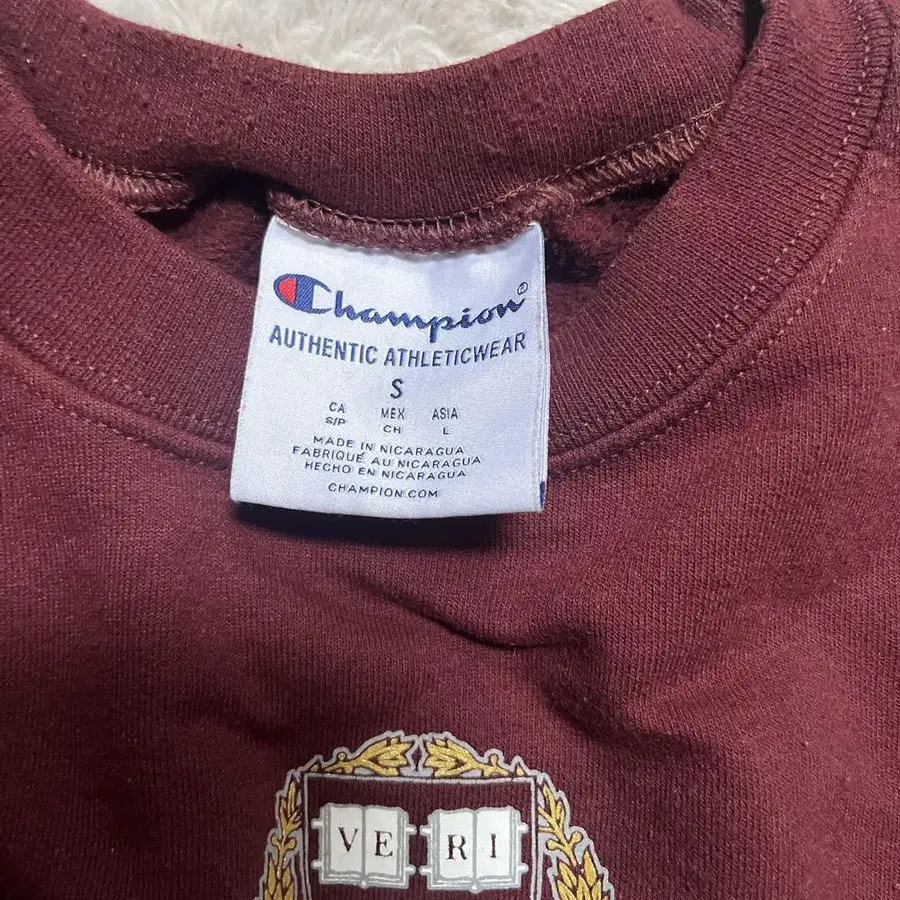 Champion®
AUTHENTIC ATHLETICWEAR
S
CA MEX ASIA
S/P CH L
MADE IN NICARAGUA
FABRIQUÉ AU NICARAGUA
HECHO EN NICARAGUA
CHAMPION.COM
VE RI